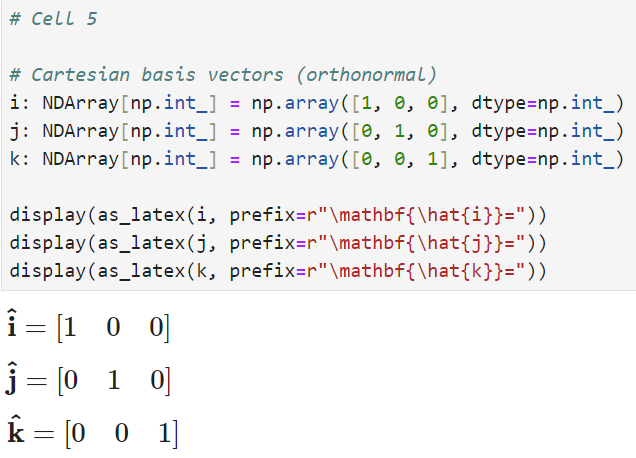 # Cell 5
# Cartesian basis vectors (orthonormal)
i: NDArray[np.int_] = np.array([1, 0, 0], dtype=np.int_)
j: NDArray[np.int_] = np.array([0, 1, 0], dtype=np.int_)
k: NDArray[np.int_] = np.array([0, 0, 1], dtype=np.int_)
display(as_latex(i, prefix=r"\mathbf{\hat{i}}="))
display(as_latex(j, prefix=r"\mathbf{\hat{j}}="))
display(as_latex(k, prefix=r"\mathbf{\hat{k}}="))
î = [1 0 0]
ĵ = [0 1 0]
k̂ = [0 0 1]